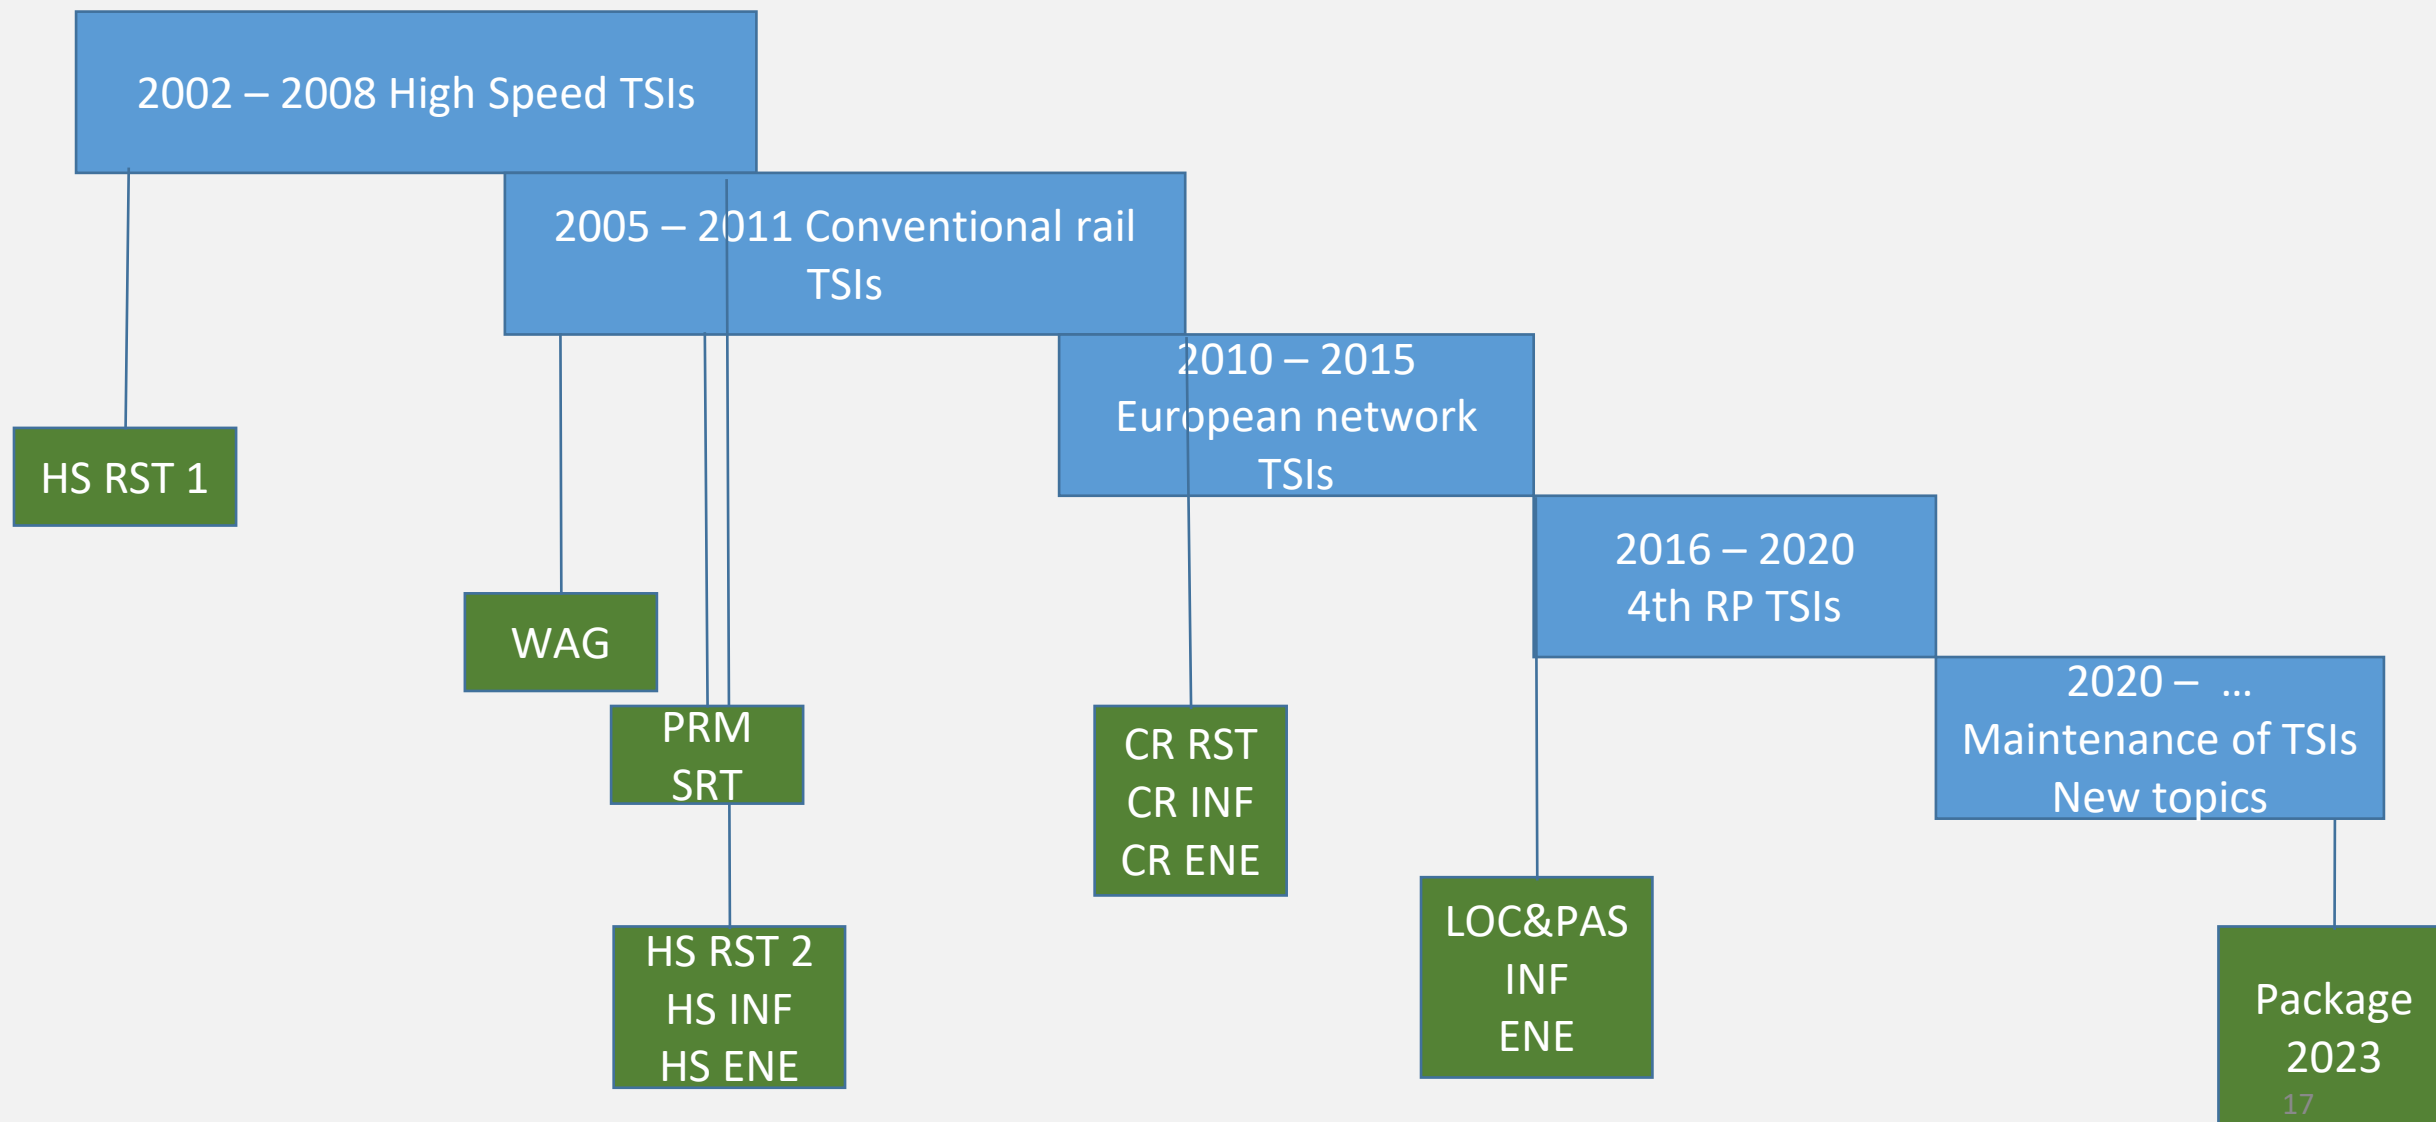 2002 – 2008 High Speed TSIs
2005 – 2011 Conventional rail
TSIs
2010 – 2015
European network
TSIs
2016 – 2020
4th RP TSIs
2020 –  ...
Maintenance of TSIs
New topics
HS RST 1
WAG
PRM
SRT
HS RST 2
HS INF
HS ENE
CR RST
CR INF
CR ENE
LOC&PAS
INF
ENE
Package
2023
17